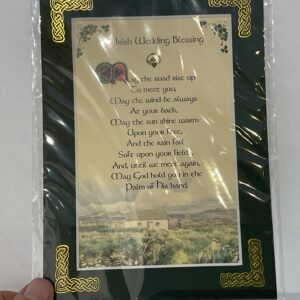 Irish Wedding Blessing
May the road rise up
To meet you,
May the wind be always
At your back,
May the sun shine warm
Upon your face,
And the rain fall
Soft upon your fields
And, until we meet again,
May God hold you in the
Palm of His hand.